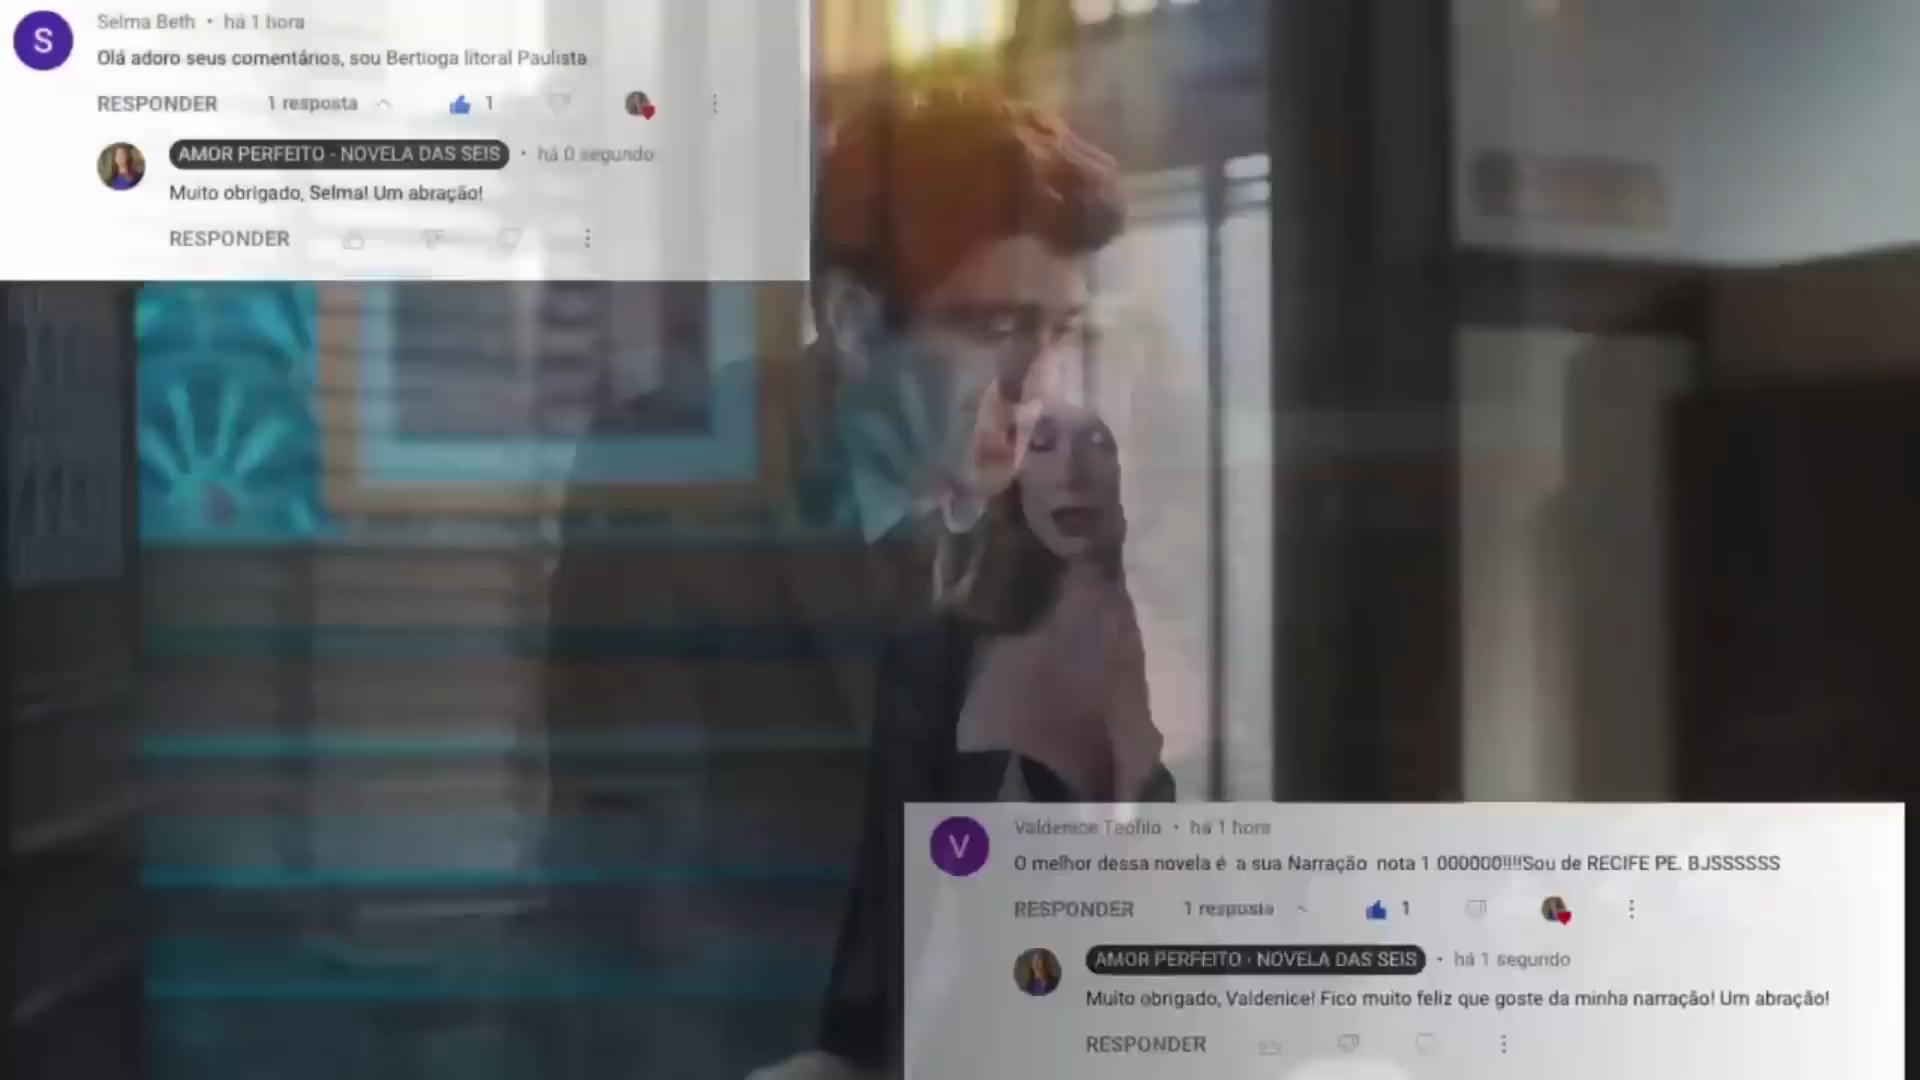 Selma Beth • há 1 hora
S
Olá adoro seus comentários, sou Bertioga litoral Paulista
RESPONDER 1 resposta 1
AMOR PERFEITO - NOVELA DAS SEIS • há 0 segundo
Muito obrigado, Selma! Um abração!
RESPONDER
Valdenice Teofilo • há 1 hora
V
O melhor dessa novela é a sua Narração nota 1 000000!!!!Sou de RECIFE PE. BJSSSSSS
RESPONDER 1 resposta 1
AMOR PERFEITO - NOVELA DAS SEIS • há 1 segundo
Muito obrigado, Valdenice! Fico muito feliz que goste da minha narração! Um abração!
RESPONDER